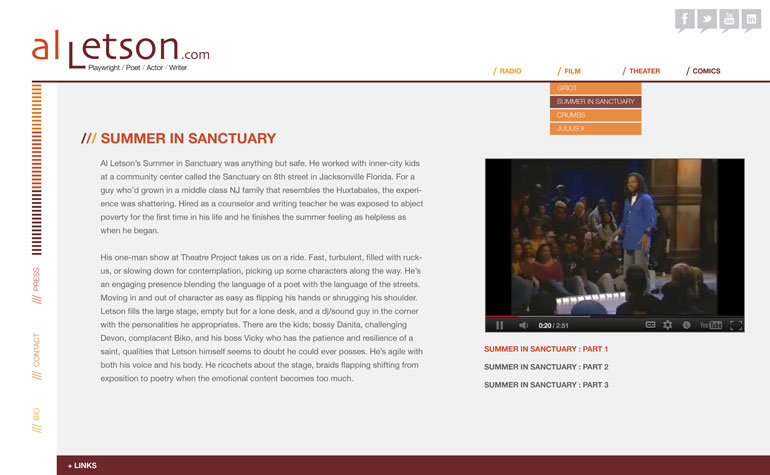 al Letson.com
Playwright / Poet / Actor / Writer
/ RADIO
/ FILM
/ THEATER
/ COMICS
GRIOT
SUMMER IN SANCTUARY
CRUMBS
JULIUS X
/// SUMMER IN SANCTUARY
Al Letson's Summer in Sanctuary was anything but safe. He worked with inner-city kids
at a community center called the Sanctuary on 8th street in Jacksonville Florida. For a
guy who'd grown in a middle class NJ family that resembles the Huxtabales, the experi-
ence was shattering. Hired as a counselor and writing teacher he was exposed to abject
poverty for the first time in his life and he finishes the summer feeling as helpless as
when he began.
His one-man show at Theatre Project takes us on a ride. Fast, turbulent, filled with ruck-
us, or slowing down for contemplation, picking up some characters along the way. He's
an engaging presence blending the language of a poet with the language of the streets.
Moving in and out of character as easy as flipping his hands or shrugging his shoulder.
Letson fills the large stage, empty but for a lone desk, and a dj/sound guy in the corner
with the personalities he appropriates. There are the kids; bossy Danita, challenging
Devon, complacent Biko, and his boss Vicky who has the patience and resilience of a
saint, qualities that Letson himself seems to doubt he could ever posses. He's agile with
both his voice and his body. He ricochets about the stage, braids flapping shifting from
exposition to poetry when the emotional content becomes too much.
0:20 / 2:51
YouTube
SUMMER IN SANCTUARY : PART 1
SUMMER IN SANCTUARY : PART 2
SUMMER IN SANCTUARY : PART 3
/// PRESS
/// CONTACT
/// BIO
+ LINKS
f
You Tube
in